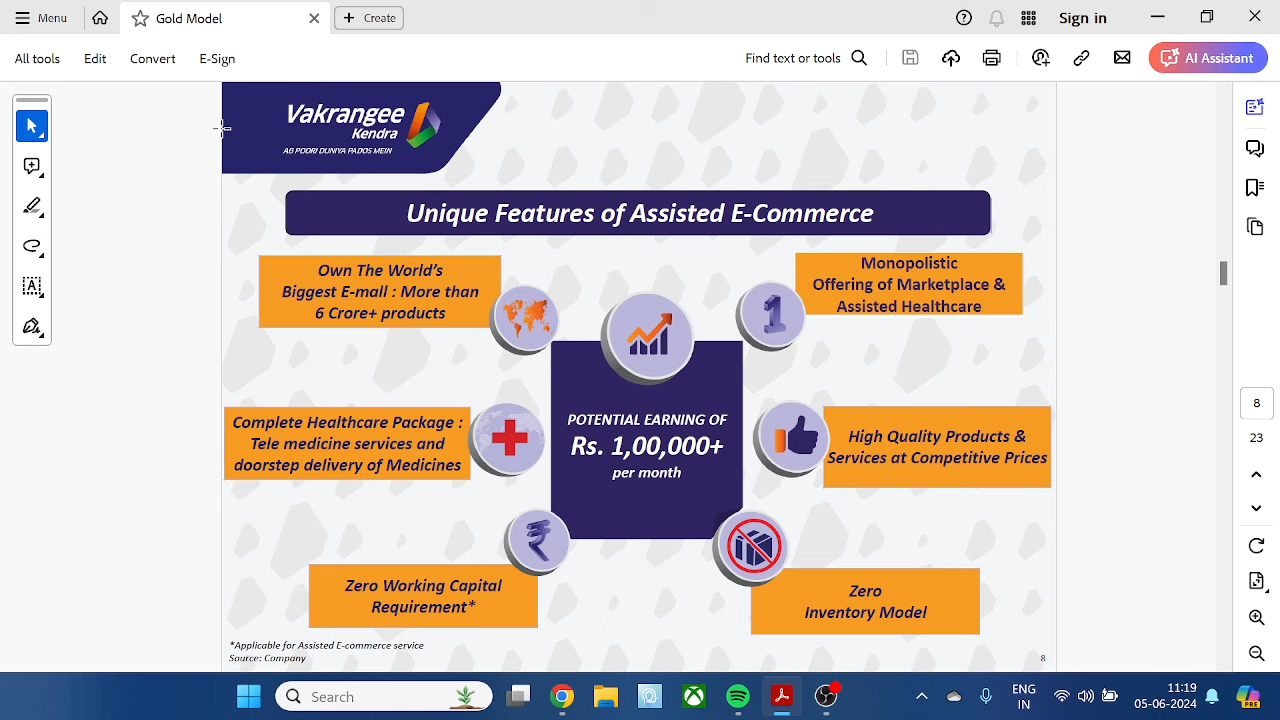 Menu
Gold Model
Create
Sign in
All tools
Edit
Convert
E-Sign
Find text or tools
AI Assistant
Vakrangee
Kendra
AB POORI DUNIYA PADOS MEIN
Unique Features of Assisted E-Commerce
Own The World's
Biggest E-mall : More than
6 Crore+ products
Monopolistic
Offering of Marketplace &
Assisted Healthcare
1
Complete Healthcare Package :
Tele medicine services and
doorstep delivery of Medicines
POTENTIAL EARNING OF
Rs. 1,00,000+
per month
High Quality Products &
Services at Competitive Prices
₹
Zero Working Capital
Requirement*
Zero
Inventory Model
*Applicable for Assisted E-commerce service
Source: Company
8
8
23
Search
ENG
IN
11:19
05-06-2024
PRE